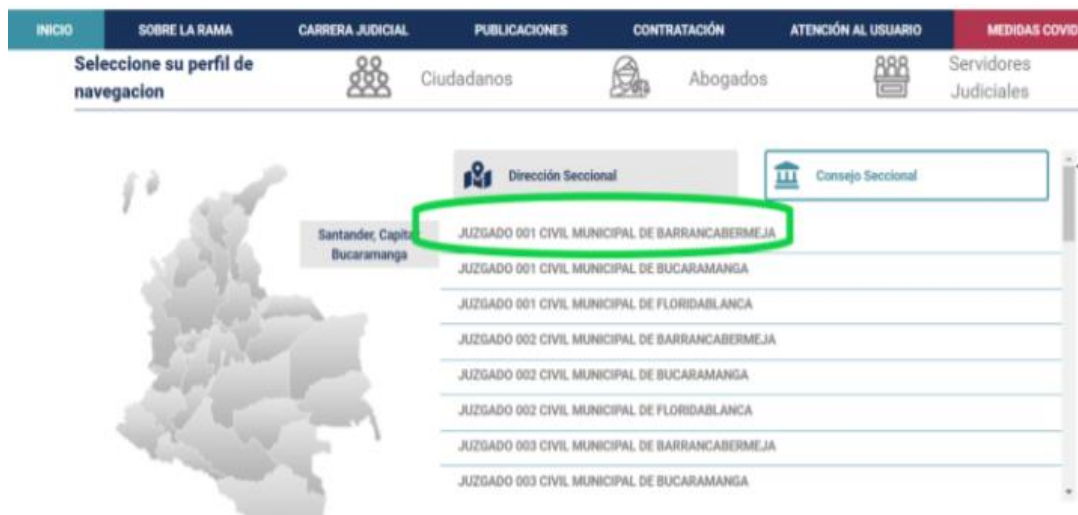 INICIO SOBRE LA RAMA CARRERA JUDICIAL PUBLICACIONES CONTRATACIÓN ATENCIÓN AL USUARIO MEDIDAS COVID
Seleccione su perfil de
navegacion
Ciudadanos
Abogados
Servidores
Judiciales
Dirección Seccional
Consejo Seccional
Santander, Capita
Bucaramanga
JUZGADO 001 CIVIL MUNICIPAL DE BARRANCABERMEJA
JUZGADO 001 CIVIL MUNICIPAL DE BUCARAMANGA
JUZGADO 001 CIVIL MUNICIPAL DE FLORIDABLANCA
JUZGADO 002 CIVIL MUNICIPAL DE BARRANCABERMEJA
JUZGADO 002 CIVIL MUNICIPAL DE BUCARAMANGA
JUZGADO 002 CIVIL MUNICIPAL DE FLORIDABLANCA
JUZGADO 003 CIVIL MUNICIPAL DE BARRANCABERMEJA
JUZGADO 003 CIVIL MUNICIPAL DE BUCARAMANGA